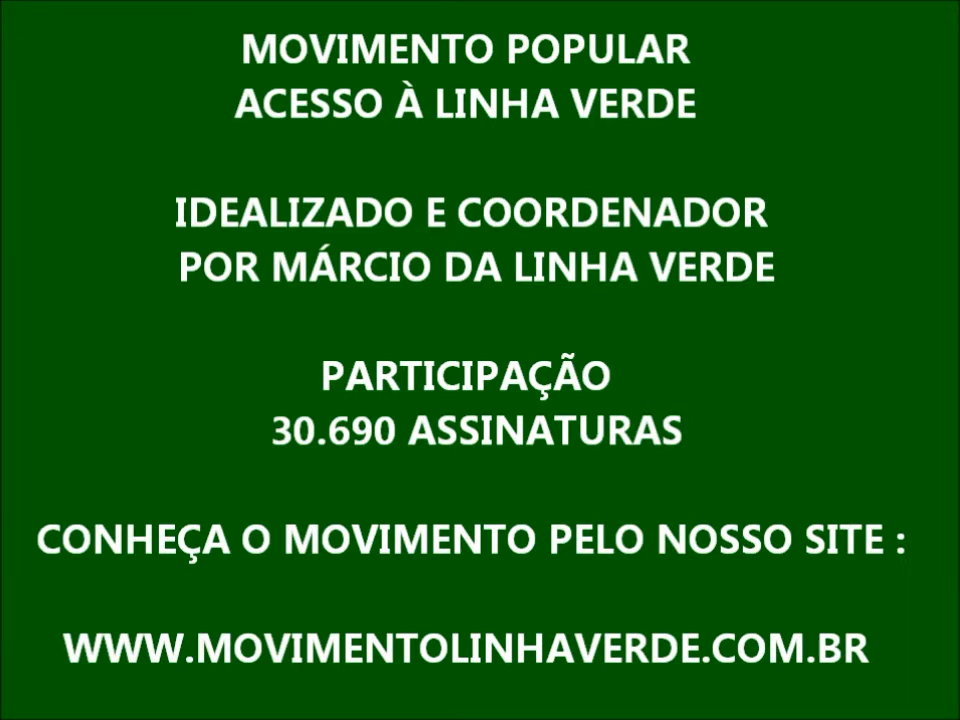 MOVIMENTO POPULAR
ACESSO À LINHA VERDE
IDEALIZADO E COORDENADOR
POR MÁRCIO DA LINHA VERDE
PARTICIPAÇÃO
30.690 ASSINATURAS
CONHEÇA O MOVIMENTO PELO NOSSO SITE :
WWW.MOVIMENTOLINHAVERDE.COM.BR